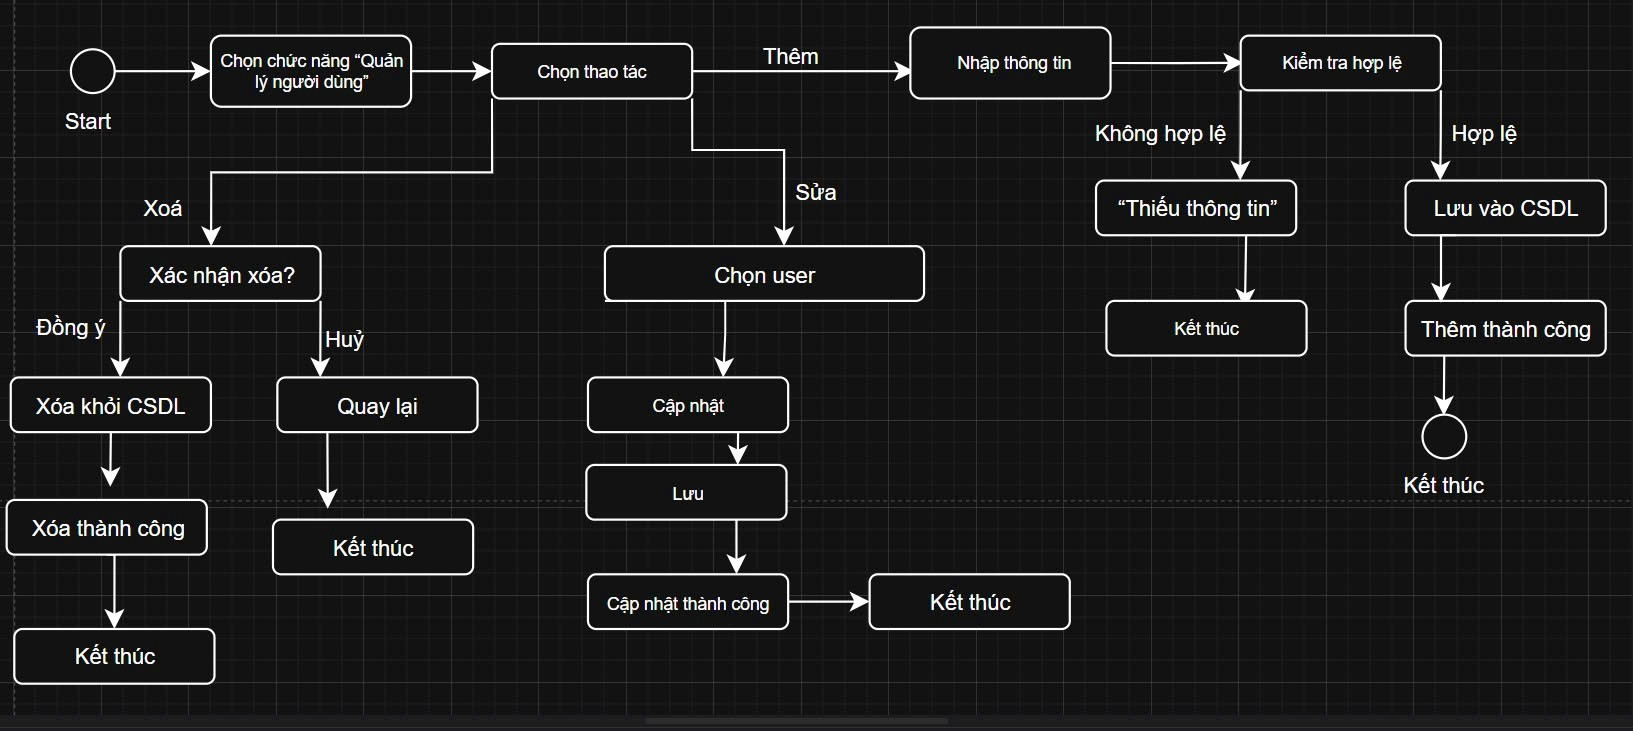 Start
Chọn chức năng “Quản
lý người dùng”
Chọn thao tác
Thêm
Nhập thông tin
Kiểm tra hợp lệ
Không hợp lệ
Hợp lệ
“Thiếu thông tin”
Lưu vào CSDL
Kết thúc
Thêm thành công
Kết thúc
Xoá
Sửa
Xác nhận xóa?
Chọn user
Đồng ý
Huỷ
Xóa khỏi CSDL
Quay lại
Cập nhật
Lưu
Xóa thành công
Kết thúc
Cập nhật thành công
Kết thúc
Kết thúc